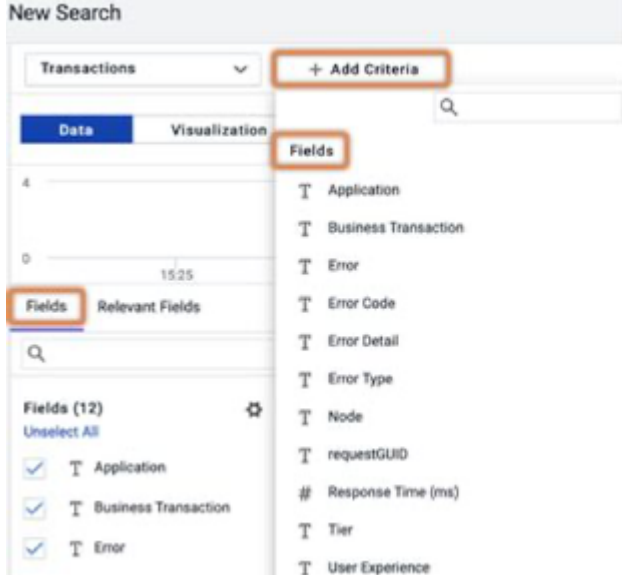 New Search
Transactions
+ Add Criteria
Data
Visualization
Fields
4
0
15:25
Fields
Relevant Fields
Fields (12)
Unselect All
T Application
T Business Transaction
T Error
T Application
T Business Transaction
T Error
T Error Code
T Error Detail
T Error Type
T Node
T requestGUID
# Response Time (ms)
T Tier
T User Experience